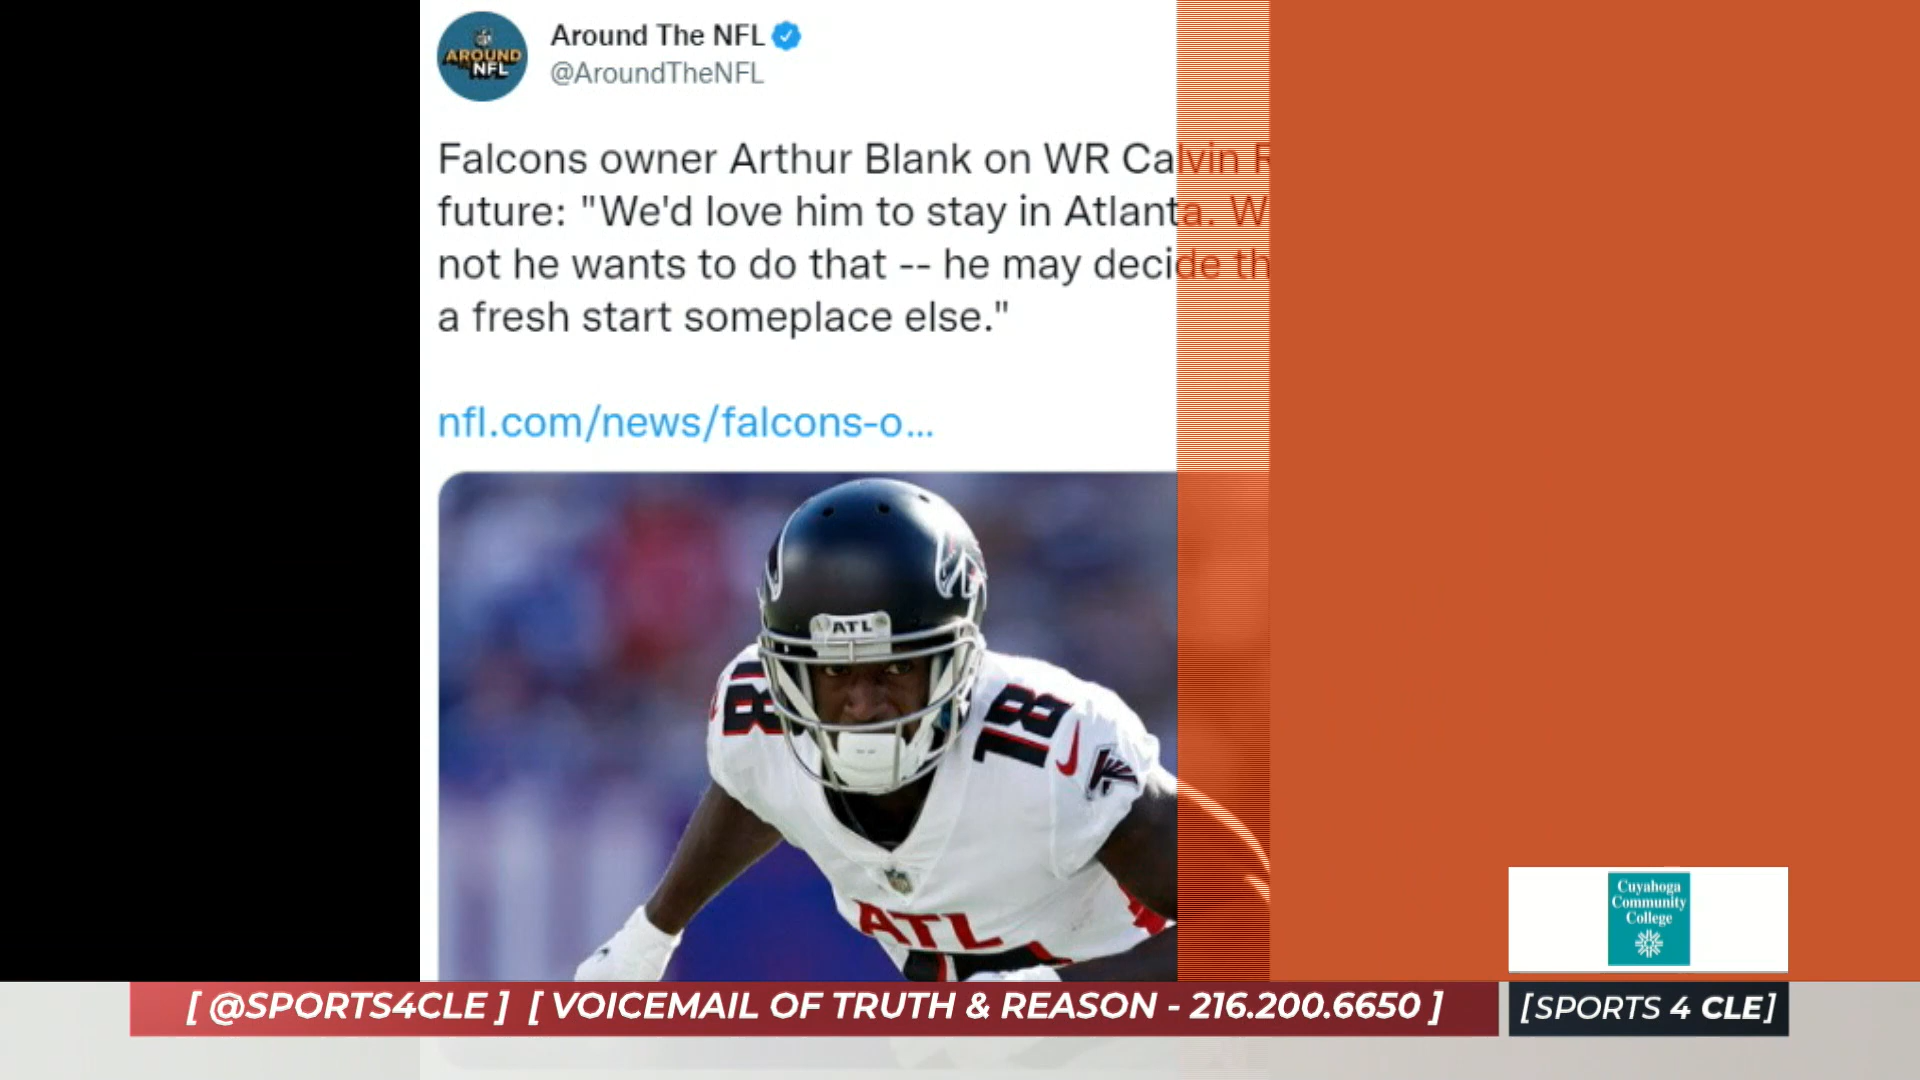 Around The NFL
@AroundTheNFL
AROUND
NFL
Falcons owner Arthur Blank on WR Calvin R
future: "We'd love him to stay in Atlanta. W
not he wants to do that -- he may decide th
a fresh start someplace else."
nfl.com/news/falcons-o...
ATL
18
18
ATL
Cuyahoga
Community
College
[ @SPORTS4CLE ] [ VOICEMAIL OF TRUTH & REASON - 216.200.6650 ]
[SPORTS 4 CLE]